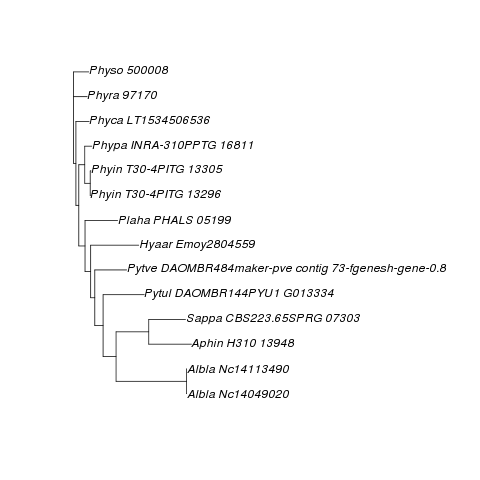 Physo 500008
Phyra 97170
Phyca LT1534506536
Phypa INRA-310PPTG 16811
Phyin T30-4PITG 13305
Phyin T30-4PITG 13296
Plaha PHALS 05199
Hyaar Emoy2804559
Pytve DAOMBR484maker-pve contig 73-fgenesh-gene-0.8
Pytul DAOMBR144PYU1 G013334
Sappa CBS223.65SPRG 07303
Aphin H310 13948
Albla Nc14113490
Albla Nc14049020